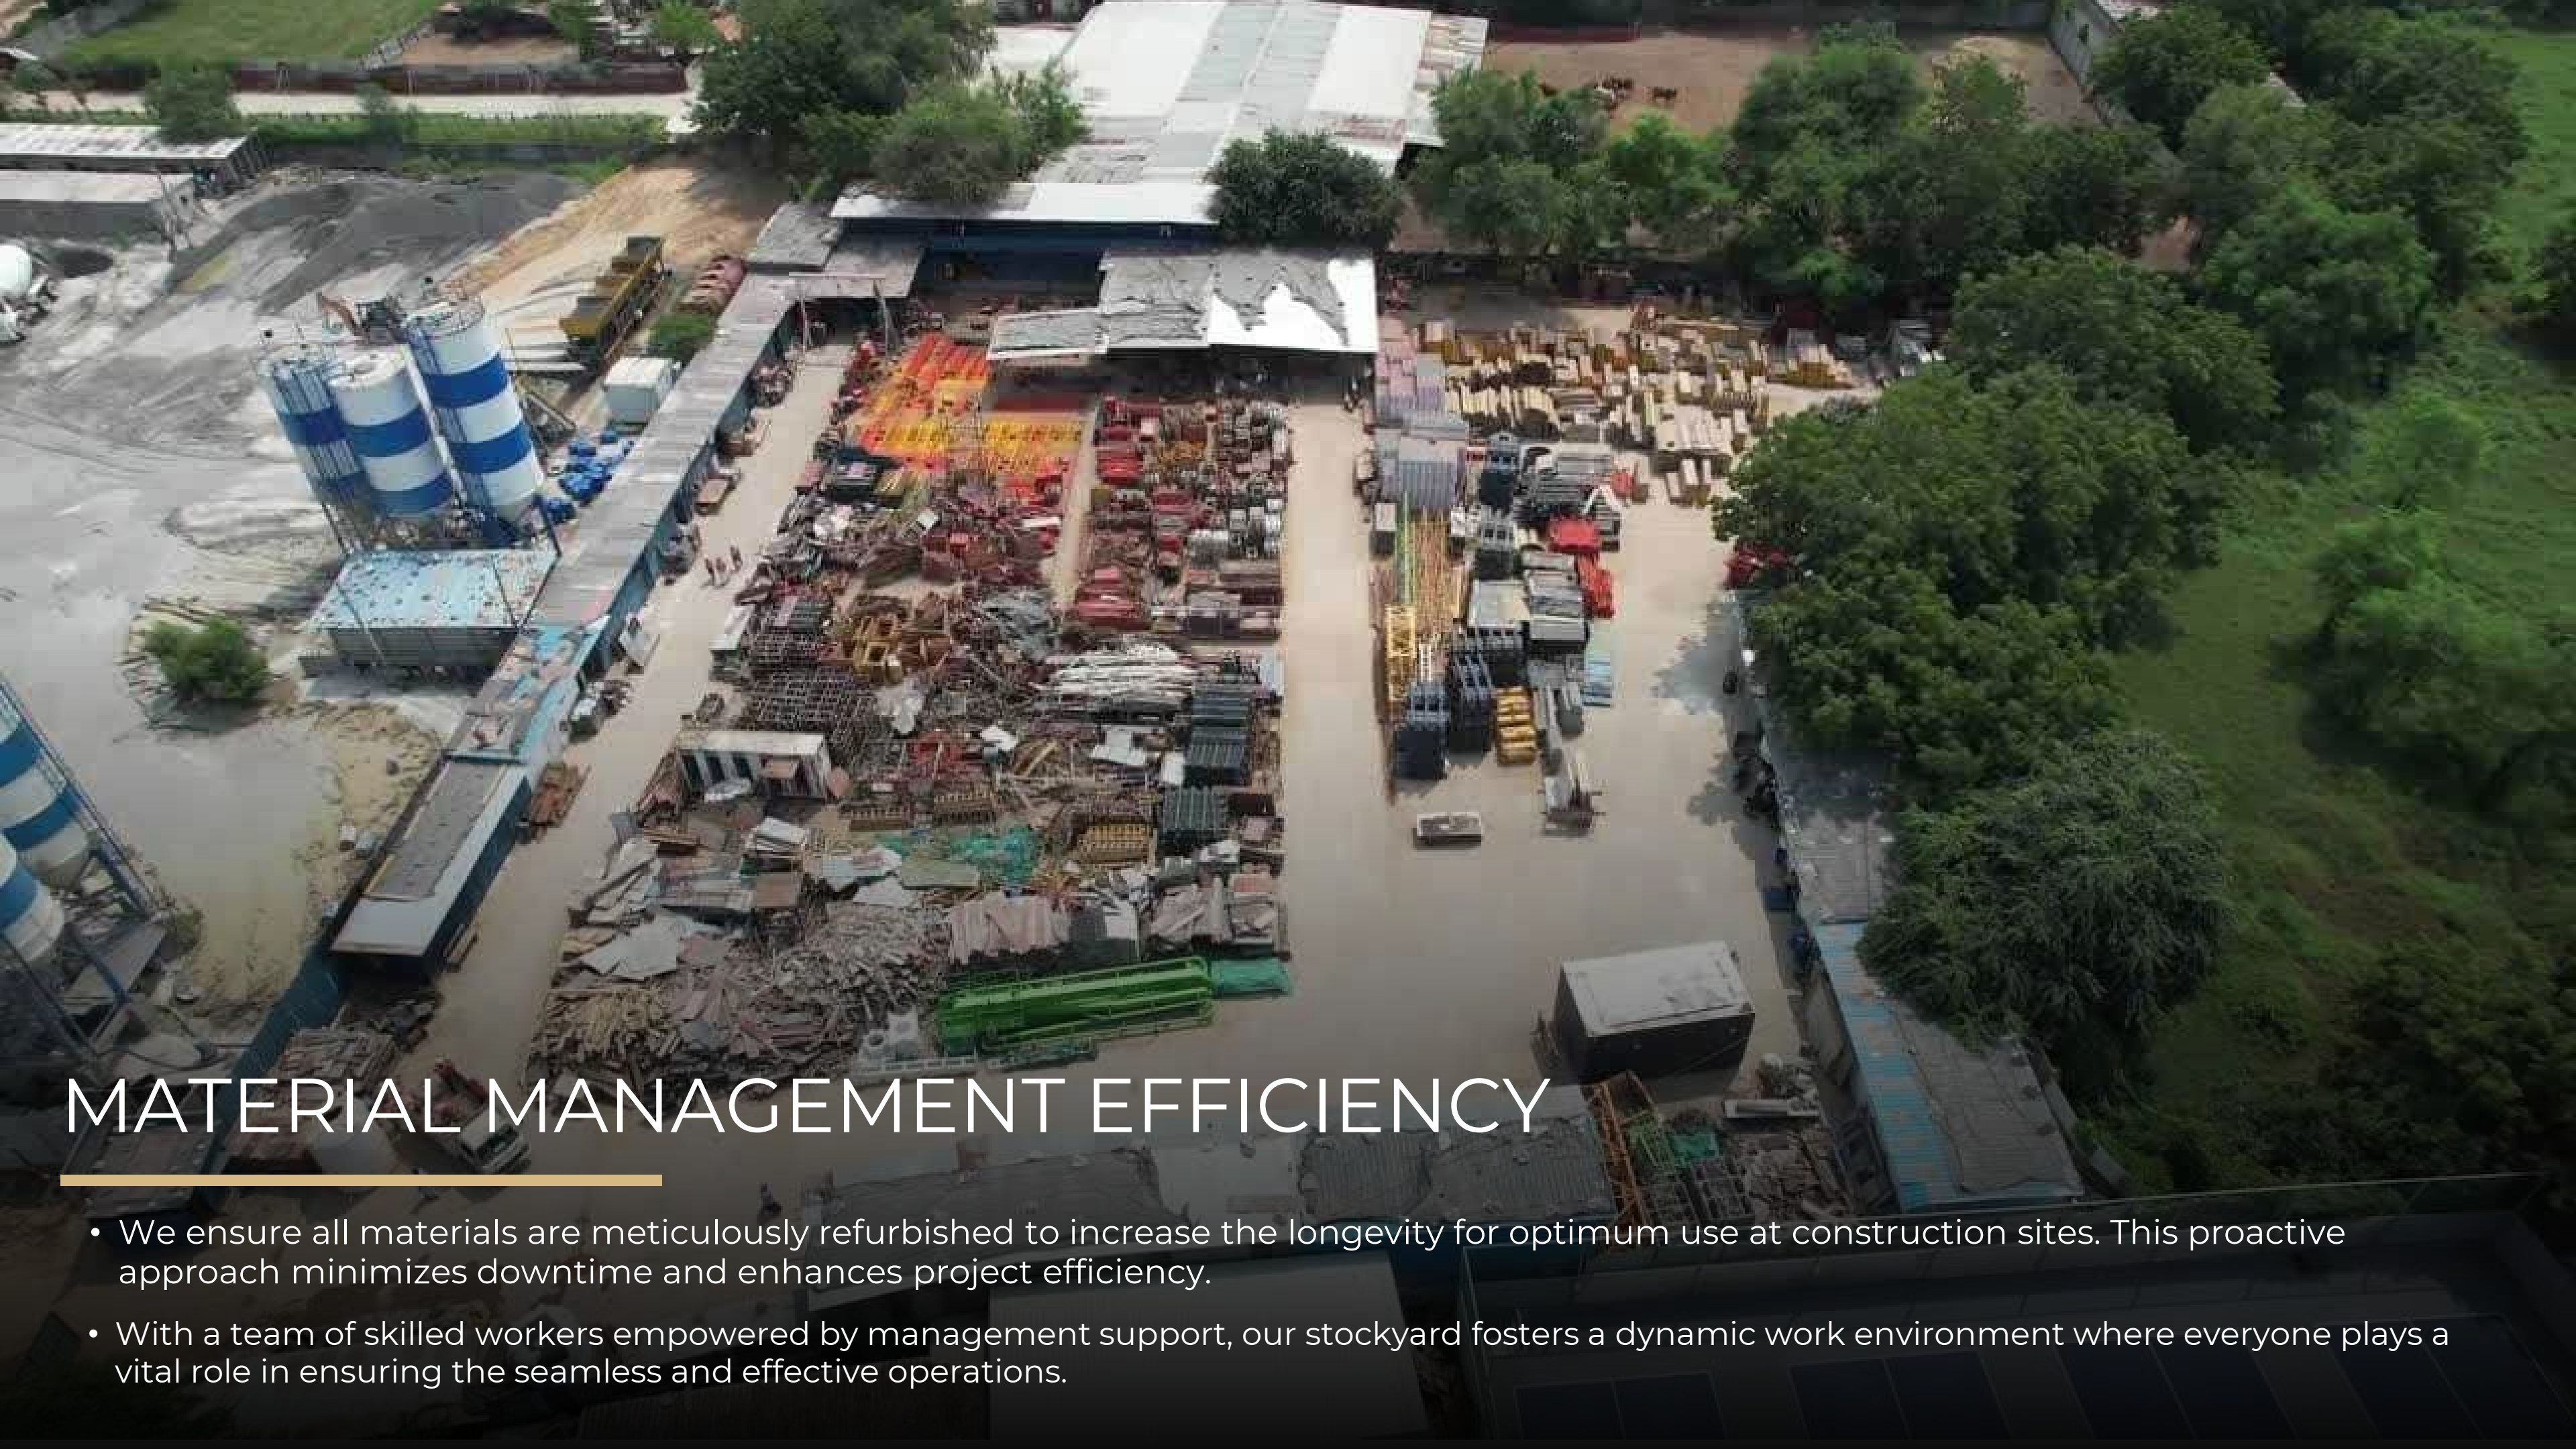 MATERIAL MANAGEMENT EFFICIENCY
• We ensure all materials are meticulously refurbished to increase the longevity for optimum use at construction sites. This proactive
approach minimizes downtime and enhances project efficiency.
• With a team of skilled workers empowered by management support, our stockyard fosters a dynamic work environment where everyone plays a
vital role in ensuring the seamless and effective operations.